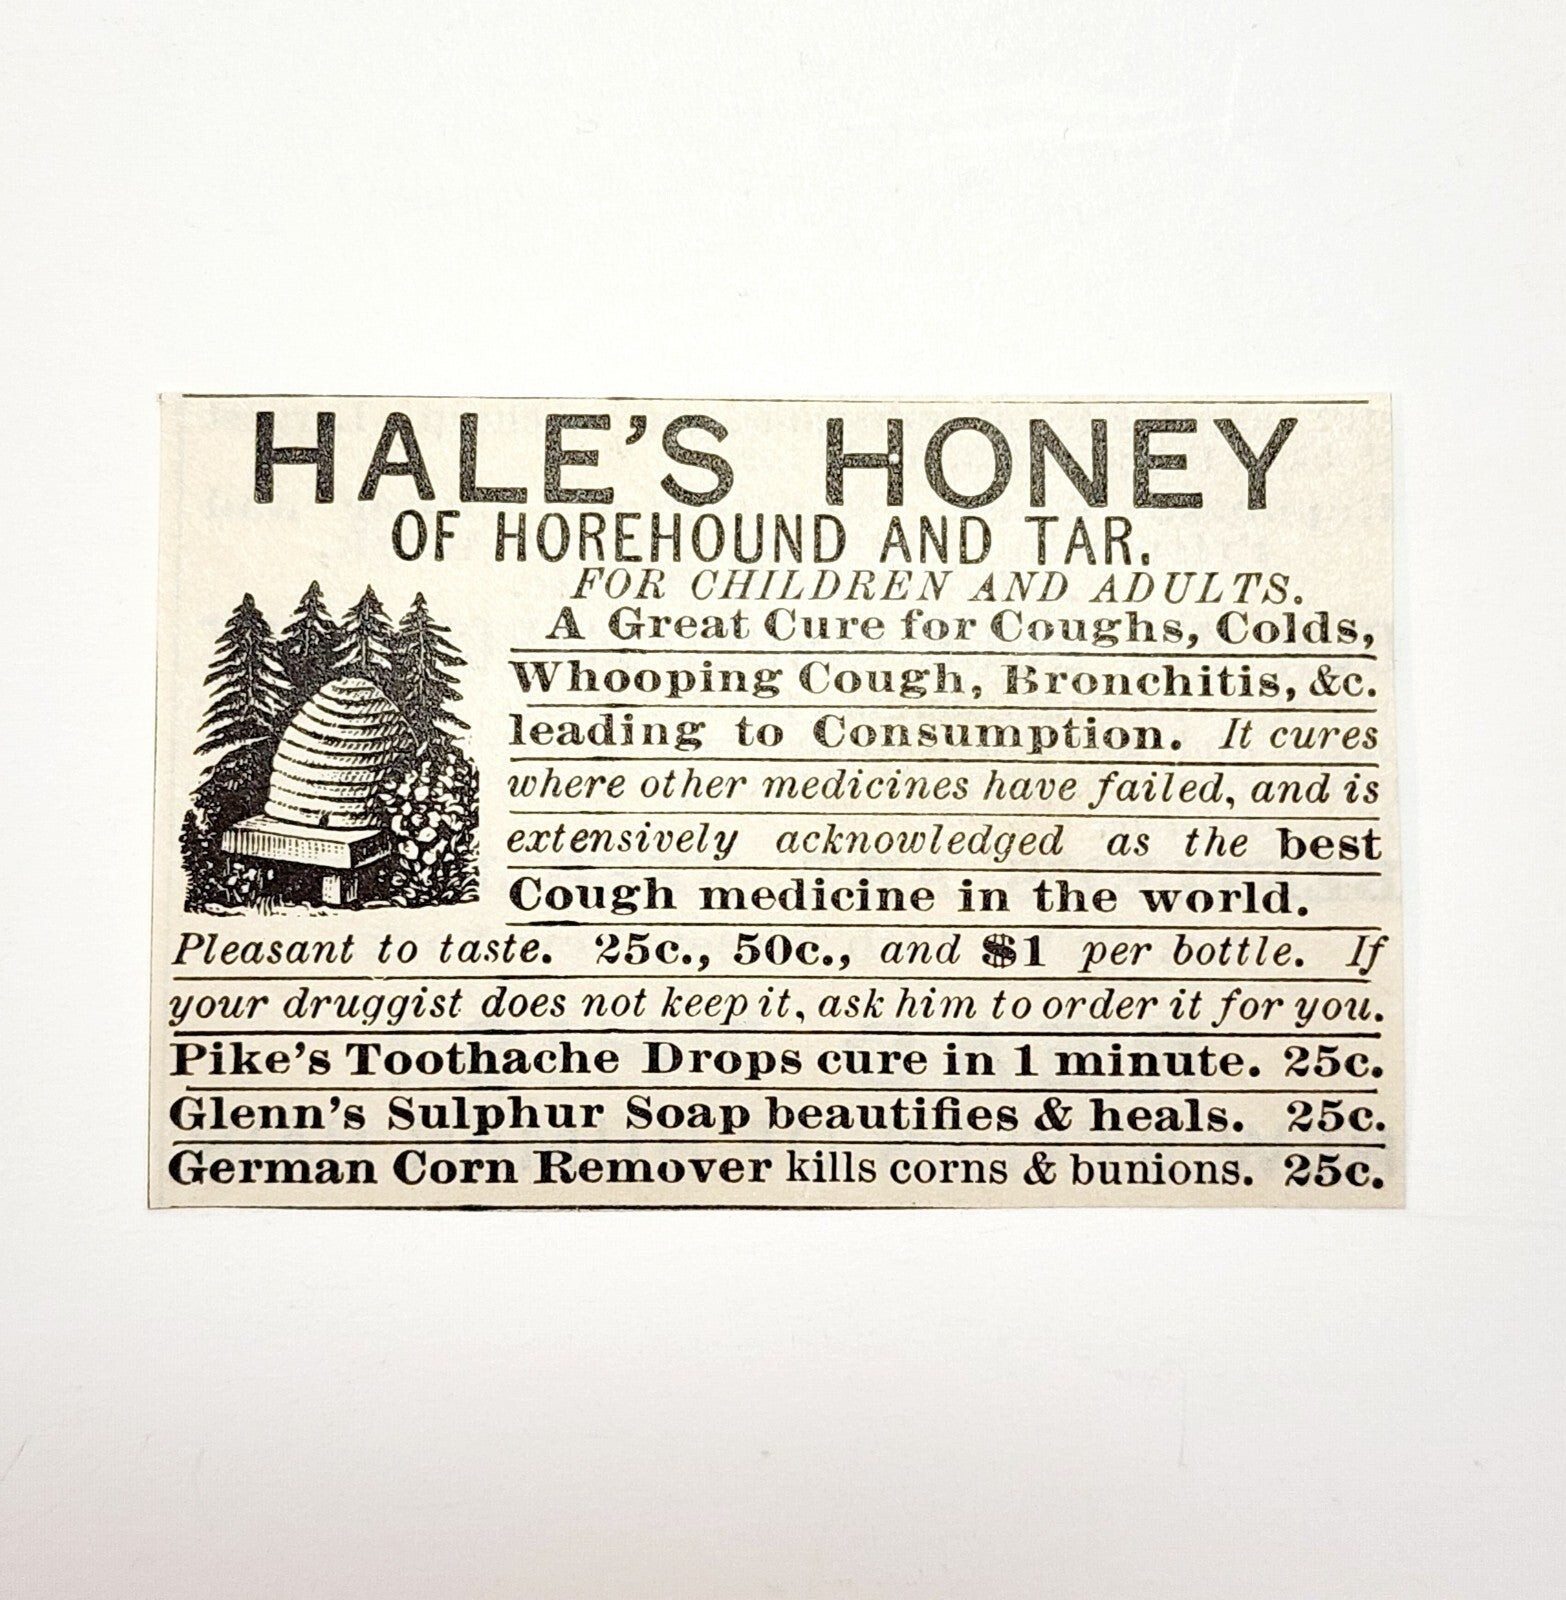 HALE'S HONEY
OF HOREHOUND AND TAR.
FOR CHILDREN AND ADULTS.
A Great Cure for Coughs, Colds,
Whooping Cough, Bronchitis, &c.
leading to Consumption. It cures
where other medicines have failed, and is
extensively acknowledged as the best
Cough medicine in the world.
Pleasant to taste. 25c., 50c., and $1 per bottle. If
your druggist does not keep it, ask him to order it for you.
Pike's Toothache Drops cure in 1 minute. 25c.
Glenn's Sulphur Soap beautifies & heals. 25c.
German Corn Remover kills corns & bunions. 25c.